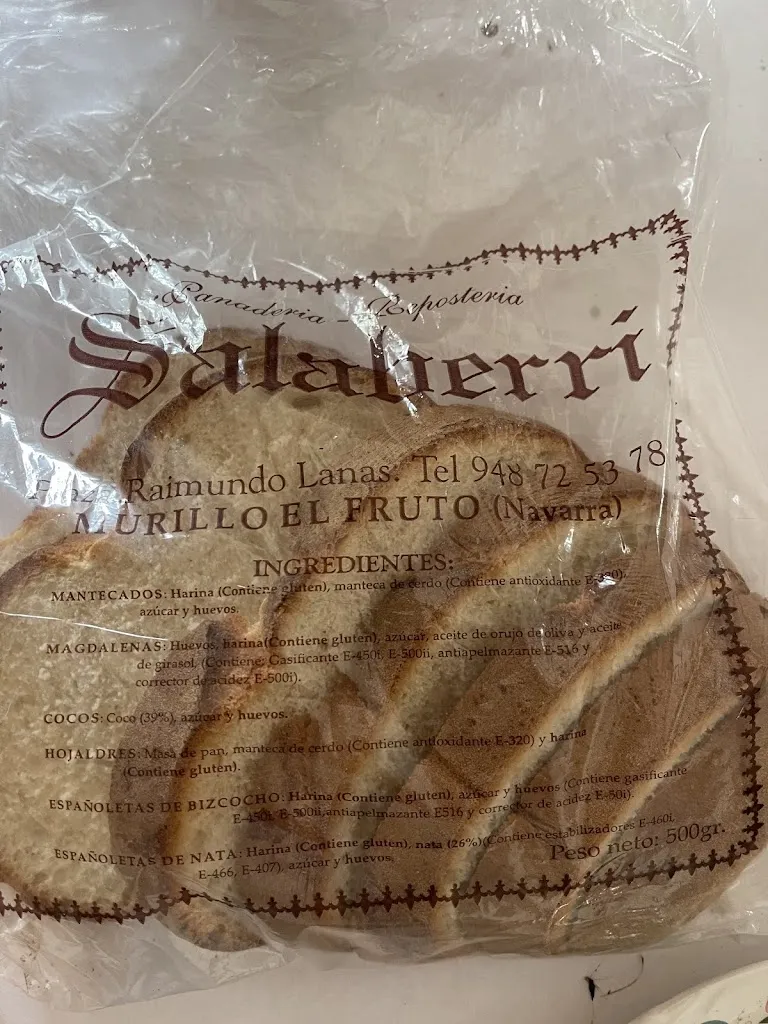 Panaderia - Reposteria
Salaberri
Raimundo Lanas. Tel 948 72 53 78
MURILLO EL FRUTO (Navarra)
INGREDIENTES:
MANTECADOS: Harina (Contiene gluten), manteca de cerdo (Contiene antioxidante E-320),
azúcar y huevos.
MAGDALENAS: Huevos, harina(Contiene gluten), azúcar, aceite de orujo de oliva y aceite
de girasol, (Contiene: Gasificante E-450i, E-500ii, antiapelmazante E-516 y
corrector de acidez E-500i).
COCOS: Coco (39%), azúcar y huevos.
HOJALDRES: Masa de pan, manteca de cerdo (Contiene antioxidante E-320) y harina
(Contiene gluten).
ESPAÑOLETAS DE BIZCOCHO: Harina (Contiene gluten), azúcar y huevos (Contiene gasificante
E-450i, E-500ii,antiapelmazante E516 y corrector de acidez E-50i).
ESPAÑOLETAS DE NATA: Harina (Contiene gluten), nata (26%)(Contiene estabilizadores E-460i,
E-466, E-407), azúcar y huevos.
Peso neto: 500gr.